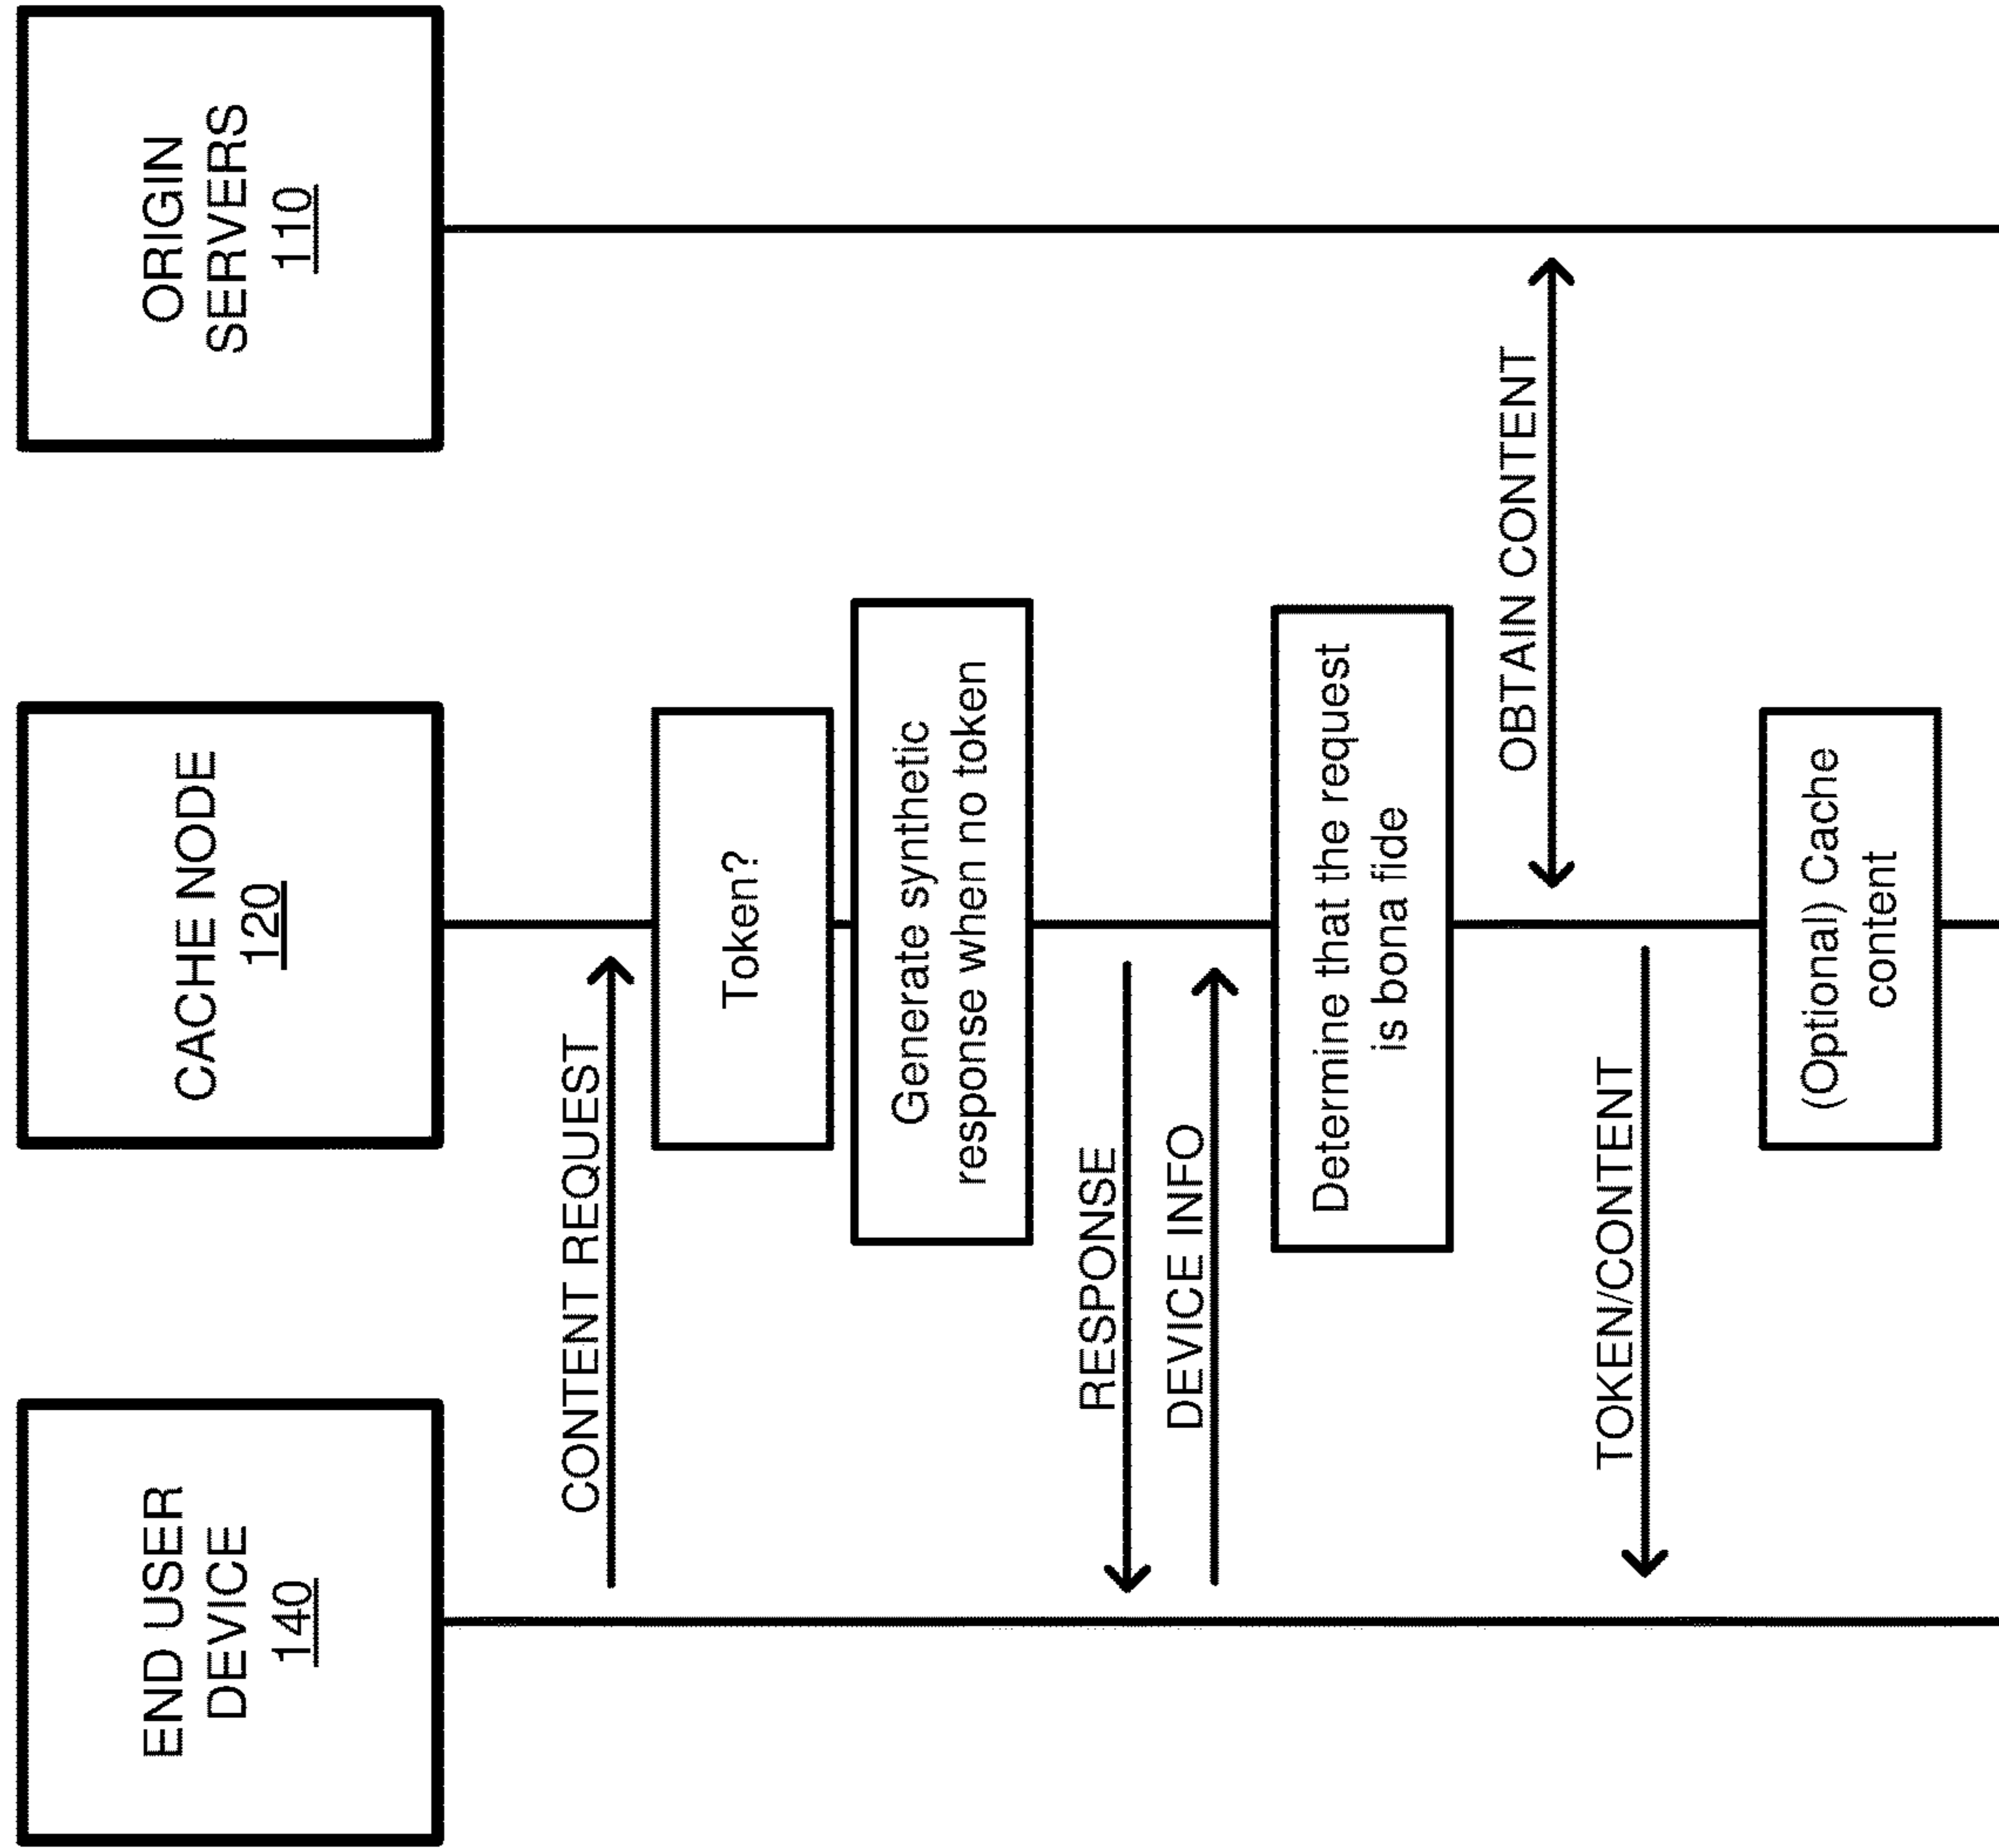 END USER
DEVICE
140
CACHE NODE
120
ORIGIN
SERVERS
110
CONTENT REQUEST
Token?
Generate synthetic
response when no token
RESPONSE
DEVICE INFO
Determine that the request
is bona fide
OBTAIN CONTENT
TOKEN/CONTENT
(Optional) Cache
content